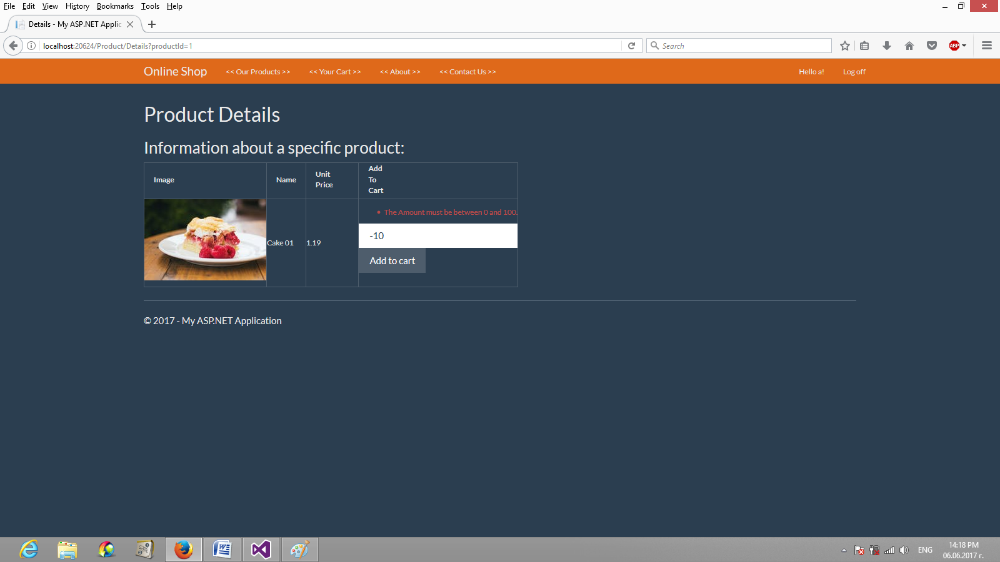 File Edit View History Bookmarks Tools Help
Details - My ASP.NET Applic
localhost:20624/Product/Details?productId=1
Search
ABP
Online Shop << Our Products >> << Your Cart >> << About >> << Contact Us >> Hello a! Log off
Product Details
Information about a specific product:
Image Name Unit Price Add To Cart
The Amount must be between 0 and 100.
Cake 01 1.19
-10
Add to cart
© 2017 - My ASP.NET Application
ENG
14:18 PM
06.06.2017 г.